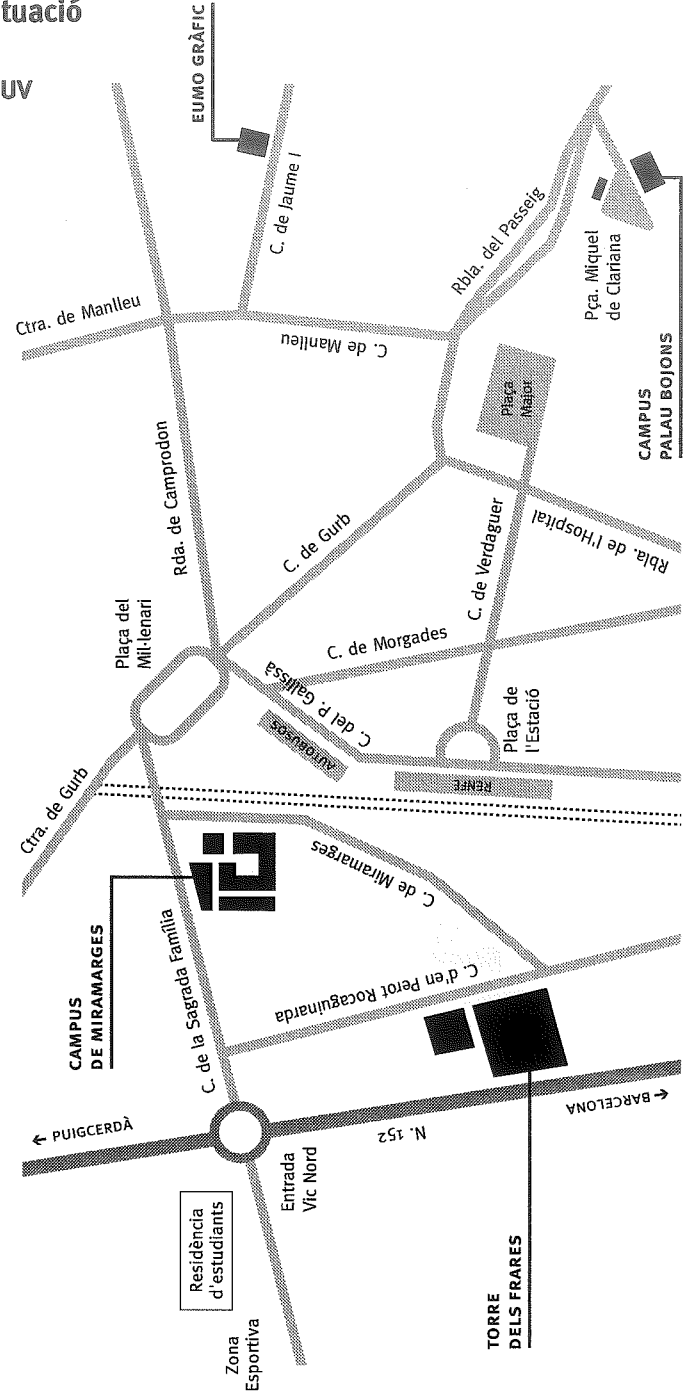 tuació
UV
EUMO GRÀFIC
C. de Jaume I
Rbla. del Passeig
Pça. Miquel
de Clariana
CAMPUS
PALAU BOJONS
Ctra. de Manlleu
C. de Manlleu
Plaça
Major
Rda. de Camprodon
C. de Gurb
C. de Verdaguer
Rbla. de l'Hospital
Plaça del
Mil·lenari
C. de Morgades
C. del P. Gallissà
AUTOBUSOS
Plaça de
l'Estació
RENFE
Ctra. de Gurb
C. de Miramarges
CAMPUS
DE MIRAMARGES
C. de la Sagrada Família
C. d'en Perot Rocaguinarda
← PUIGCERDÀ
N. 152
BARCELONA →
Entrada
Vic Nord
Residència
d'estudiants
Zona
Esportiva
TORRE
DELS FRARES